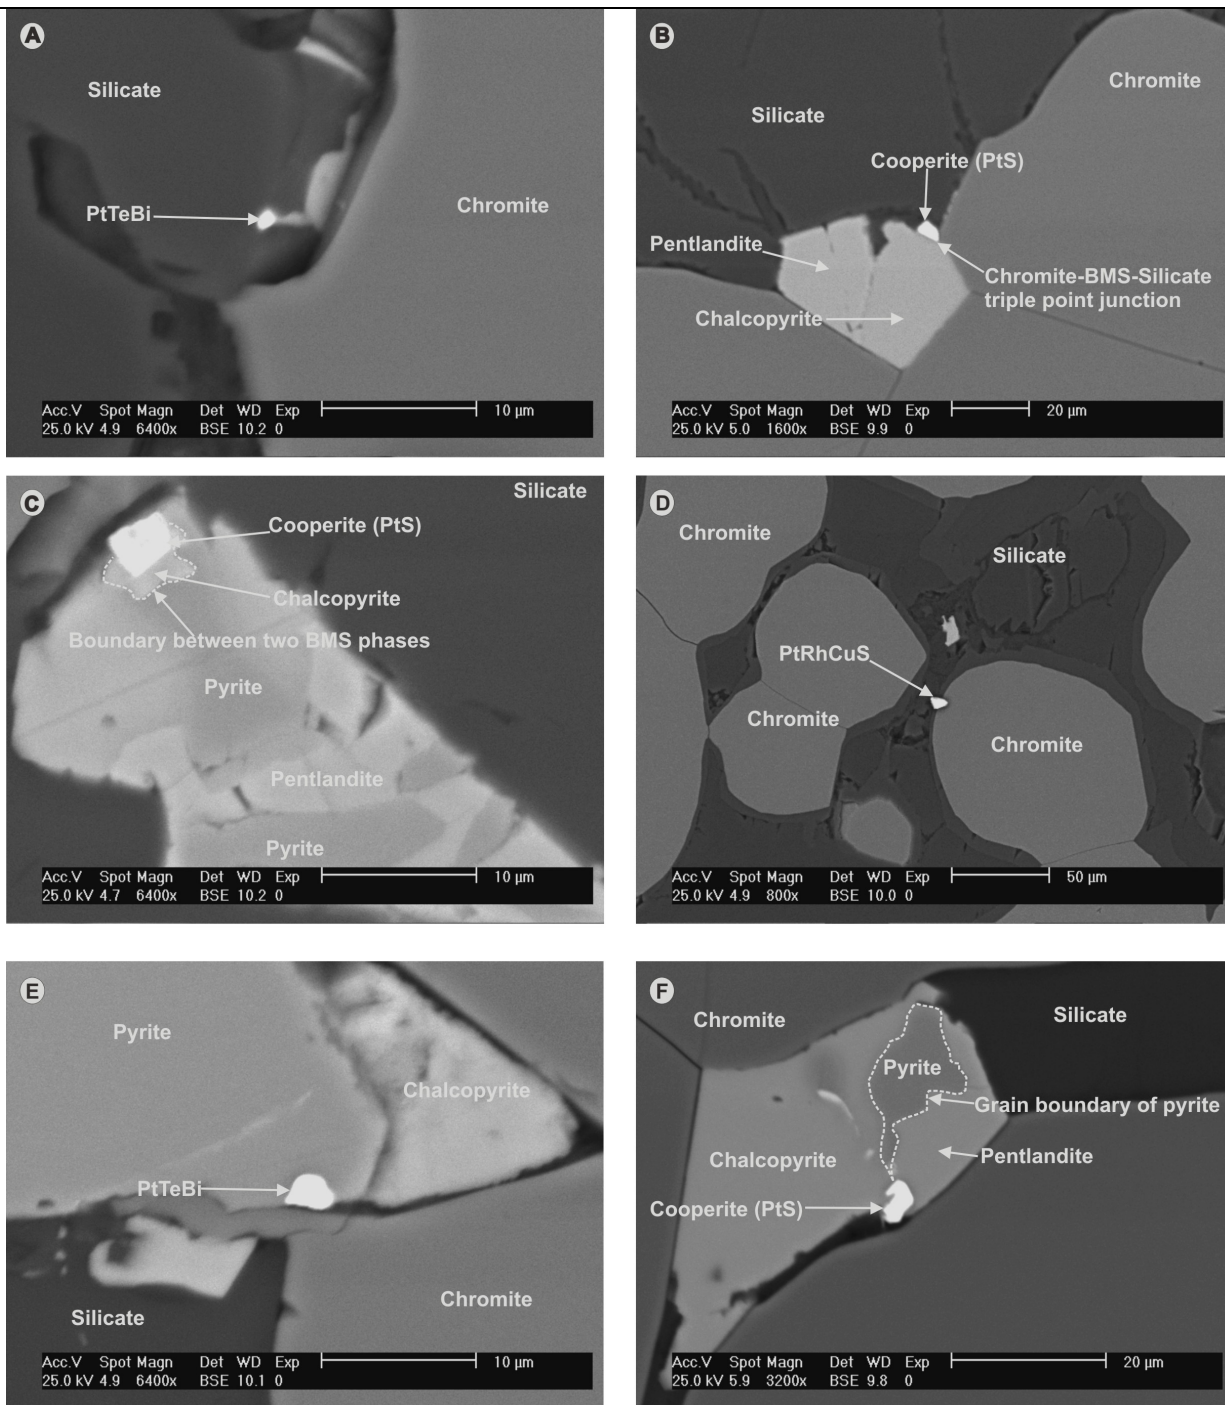 A
Silicate
PtTeBi
Chromite
Acc.V Spot Magn Det WD Exp 10 µm
25.0 kV 4.9 6400x BSE 10.2 0
B
Chromite
Silicate
Cooperite (PtS)
Pentlandite
Chromite-BMS-Silicate
triple point junction
Chalcopyrite
Acc.V Spot Magn Det WD Exp 20 µm
25.0 kV 5.0 1600x BSE 9.9 0
C
Silicate
Cooperite (PtS)
Chalcopyrite
Boundary between two BMS phases
Pyrite
Pentlandite
Pyrite
Acc.V Spot Magn Det WD Exp 10 µm
25.0 kV 4.7 6400x BSE 10.2 0
D
Chromite
Silicate
PtRhCuS
Chromite
Chromite
Acc.V Spot Magn Det WD Exp 50 µm
25.0 kV 4.9 800x BSE 10.0 0
E
Pyrite
Chalcopyrite
PtTeBi
Chromite
Silicate
Acc.V Spot Magn Det WD Exp 10 µm
25.0 kV 4.9 6400x BSE 10.1 0
F
Silicate
Chromite
Pyrite
Grain boundary of pyrite
Pentlandite
Chalcopyrite
Cooperite (PtS)
Acc.V Spot Magn Det WD Exp 20 µm
25.0 kV 5.9 3200x BSE 9.8 0